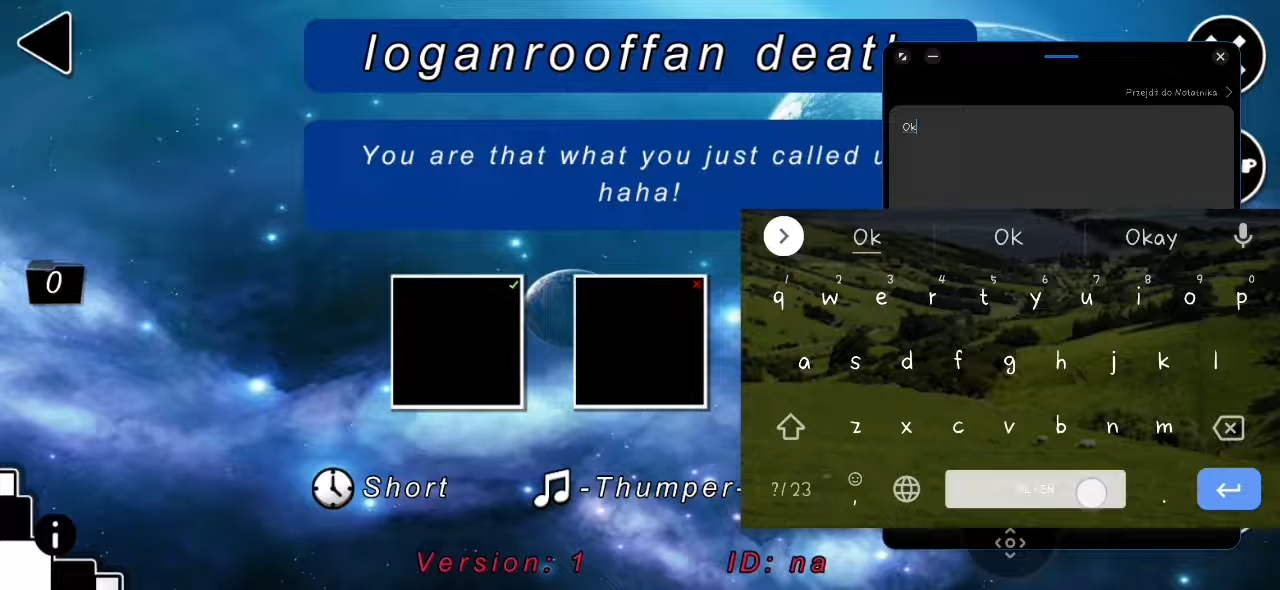 loganrooffan deat
You are that what you just called u
haha!
Przejdź do Notatnika
Ok
Ok OK Okay
1 2 3 4 5 6 7 8 9 0
q w e r t y u i o p
a s d f g h j k l
z x c v b n m
?123 , PL•EN .
0
Short -Thumper-
Version: 1 ID: na
P
i